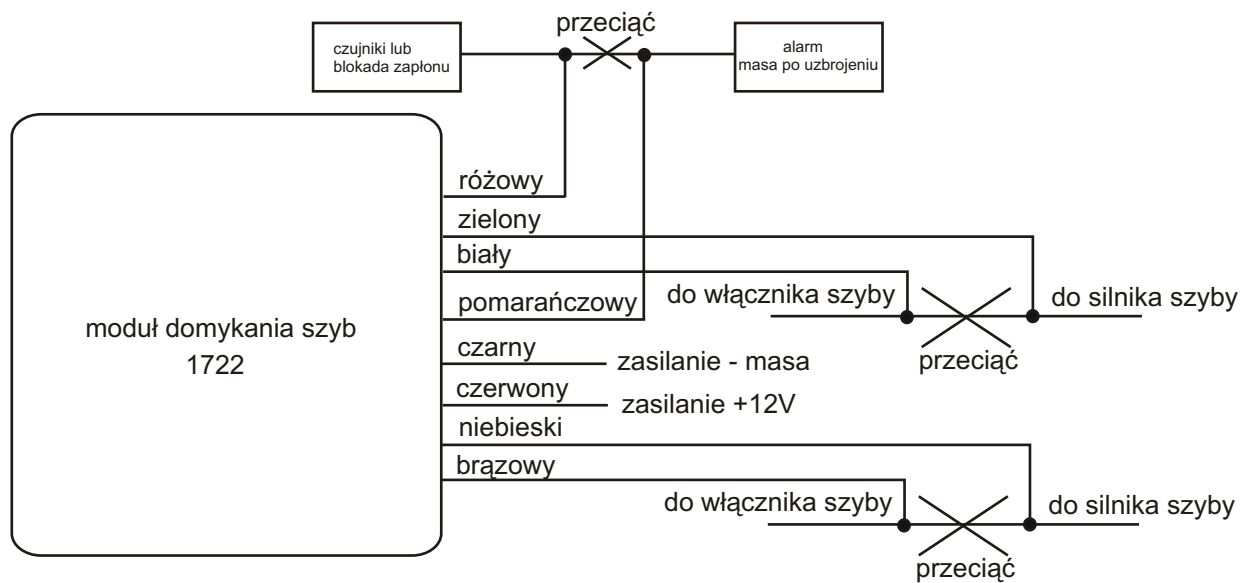 przeciąć
czujniki lub
blokada zapłonu
alarm
masa po uzbrojeniu
różowy
zielony
biały
pomarańczowy
czarny
czerwony
niebieski
brązowy
moduł domykania szyb
1722
zasilanie - masa
zasilanie +12V
do włącznika szyby
do silnika szyby
przeciąć
do włącznika szyby
do silnika szyby
przeciąć